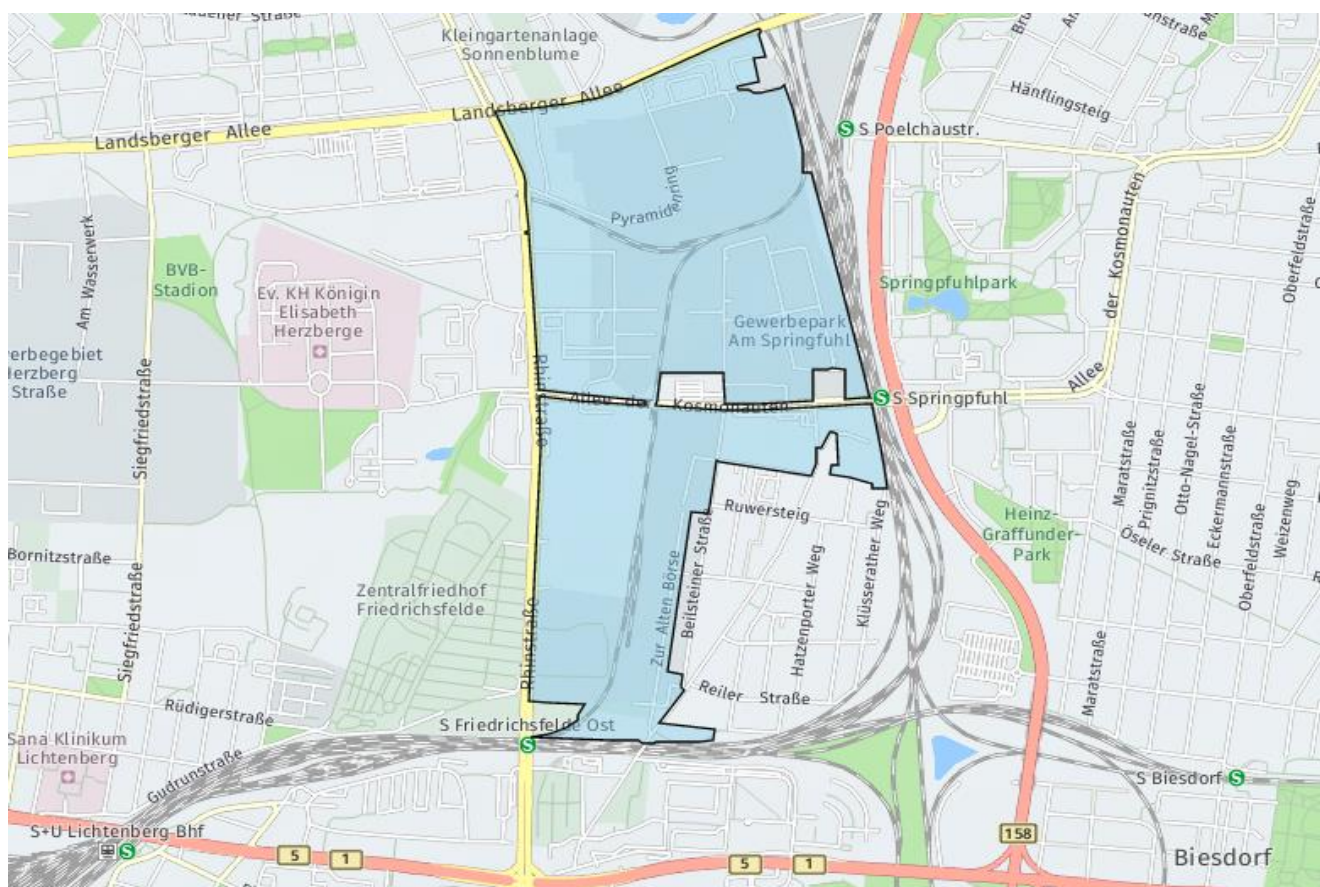 Kleingartenanlage
Sonnenblume
Landsberger Allee
Landsberger Allee
Hänflingsteig
S Poelchaustr.
Pyramidenring
der Kosmonauten
Oberfeldstraße
Am Wasserwerk
BVB-
Stadion
Ev. KH Königin
Elisabeth
Herzberge
Springpfuhlpark
Gewerbepark
Am Springfuhl
Herzberg
Straße
Siegfriedstraße
Rhinstraße
Allee der Kosmonauten
S Springpfuhl
Allee
Maratstraße
Prignitzstraße
Otto-Nagel-Straße
Eckermannstraße
Oberfeldstraße
Weizenweg
Öseler Straße
Heinz-
Graffunder-
Park
Ruwersteig
Beilsteiner Straße
Zur Alten Börse
Hatzenporter Weg
Klüsserather Weg
Bornitzstraße
Zentralfriedhof
Friedrichsfelde
Siegfriedstraße
Rhinstraße
Reiler Straße
Maratstraße
Rüdigerstraße
S Friedrichsfelde Ost
Sana Klinikum
Lichtenberg
Gudrunstraße
S Biesdorf
S+U Lichtenberg Bhf
5
1
5
1
158
Biesdorf